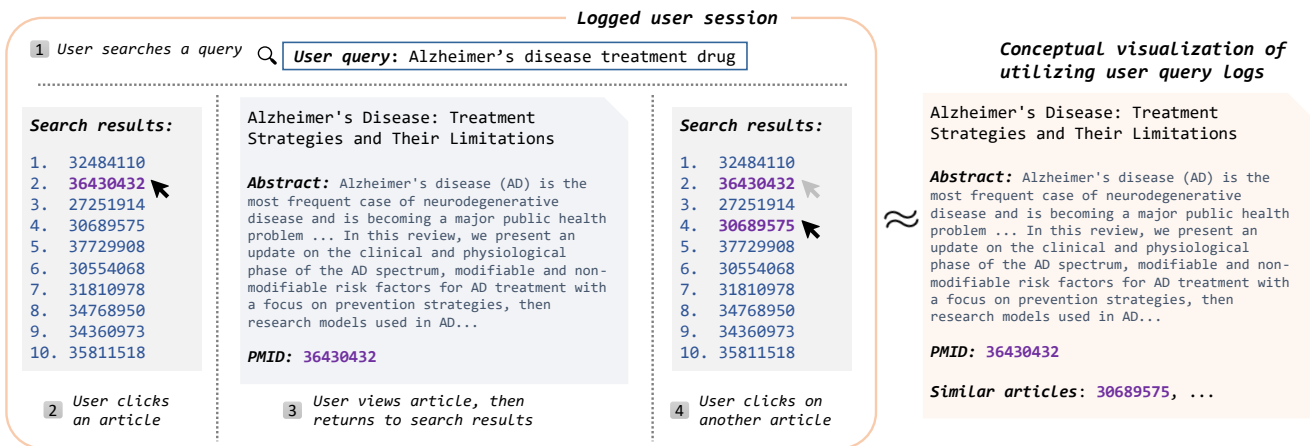 Logged user session
1 User searches a query
User query: Alzheimer’s disease treatment drug
Search results:
1. 32484110
2. 36430432
3. 27251914
4. 30689575
5. 37729908
6. 30554068
7. 31810978
8. 34768950
9. 34360973
10. 35811518
2 User clicks
an article
Alzheimer's Disease: Treatment
Strategies and Their Limitations
Abstract: Alzheimer's disease (AD) is the
most frequent case of neurodegenerative
disease and is becoming a major public health
problem ... In this review, we present an
update on the clinical and physiological
phase of the AD spectrum, modifiable and non-
modifiable risk factors for AD treatment with
a focus on prevention strategies, then
research models used in AD...
PMID: 36430432
3 User views article, then
returns to search results
Search results:
1. 32484110
2. 36430432
3. 27251914
4. 30689575
5. 37729908
6. 30554068
7. 31810978
8. 34768950
9. 34360973
10. 35811518
4 User clicks on
another article
≈
Conceptual visualization of
utilizing user query logs
Alzheimer's Disease: Treatment
Strategies and Their Limitations
Abstract: Alzheimer's disease (AD) is the
most frequent case of neurodegenerative
disease and is becoming a major public health
problem ... In this review, we present an
update on the clinical and physiological
phase of the AD spectrum, modifiable and non-
modifiable risk factors for AD treatment with
a focus on prevention strategies, then
research models used in AD...
PMID: 36430432
Similar articles: 30689575, ...